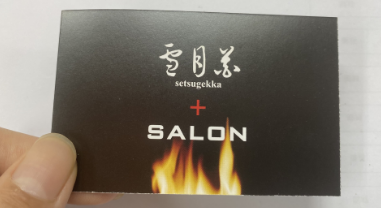 雪月花
setsugekka
+
SALON